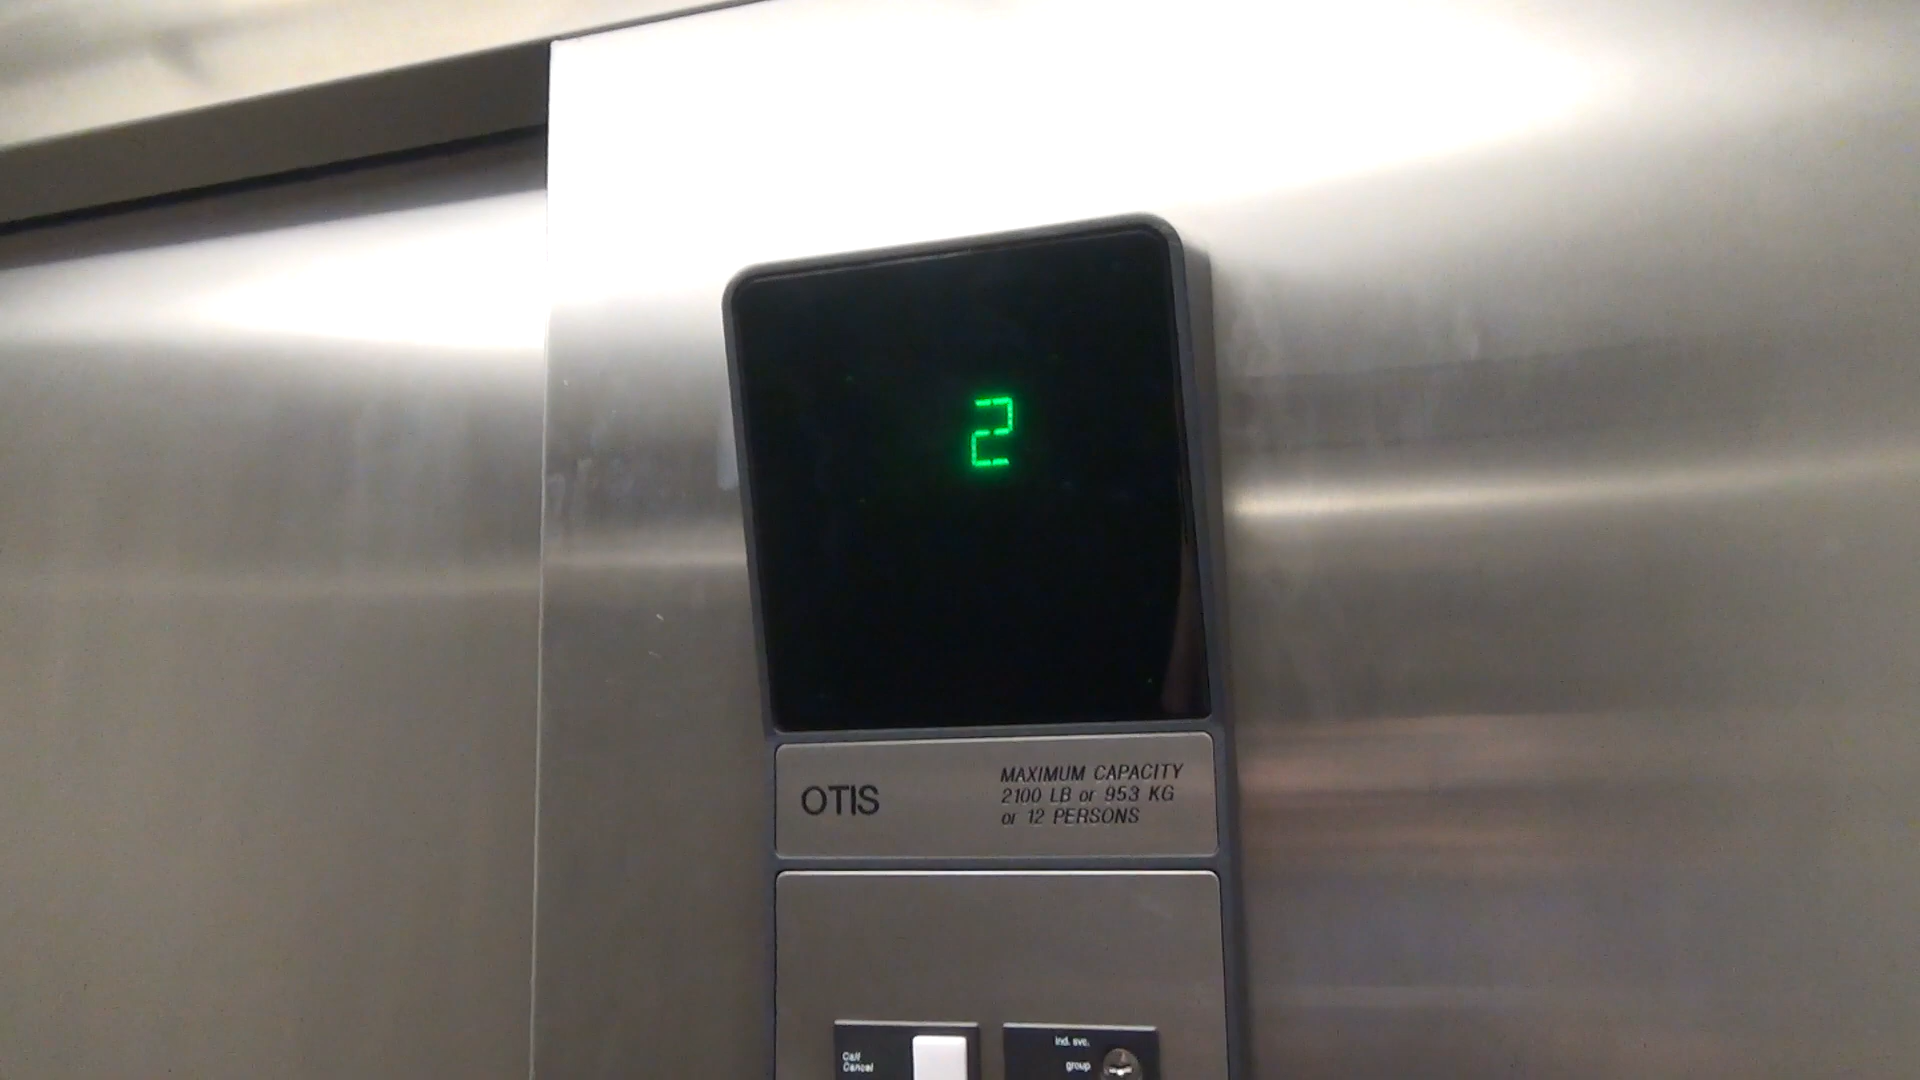 2
OTIS
MAXIMUM CAPACITY
2100 LB or 953 KG
or 12 PERSONS
Call/
Cancel
ind. svc.
group